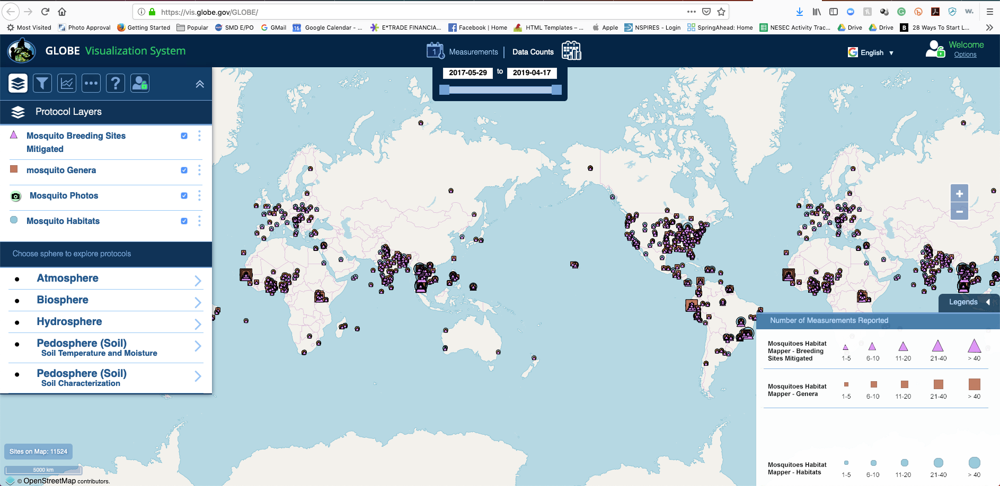 https://vis.globe.gov/GLOBE/
Most Visited
Photo Approval
Getting Started
Popular
SMD E/PO
GMail
16
Google Calendar - ...
E*TRADE FINANCIA...
Facebook | Home
HTML Templates – ...
Apple
NSPIRES - Login
SpringAhead: Home
NESEC Activity Trac...
Drive
Drive
B
28 Ways To Start L...
GLOBE Visualization System
1
Measurements
Data Counts
English ▼
Welcome
Options
2017-05-29 to 2019-04-17
Protocol Layers
Mosquito Breeding Sites
Mitigated
mosquito Genera
Mosquito Photos
Mosquito Habitats
Choose sphere to explore protocols
Atmosphere
Biosphere
Hydrosphere
Pedosphere (Soil)
Soil Temperature and Moisture
Pedosphere (Soil)
Soil Characterization
Sites on Map: 11524
5000 km
© OpenStreetMap contributors.
+
−
Legends
Number of Measurements Reported
Mosquitoes Habitat
Mapper - Breeding
Sites Mitigated
1-5 6-10 11-20 21-40 > 40
Mosquitoes Habitat
Mapper - Genera
1-5 6-10 11-20 21-40 > 40
Mosquitoes Habitat
Mapper - Habitats
1-5 6-10 11-20 21-40 > 40